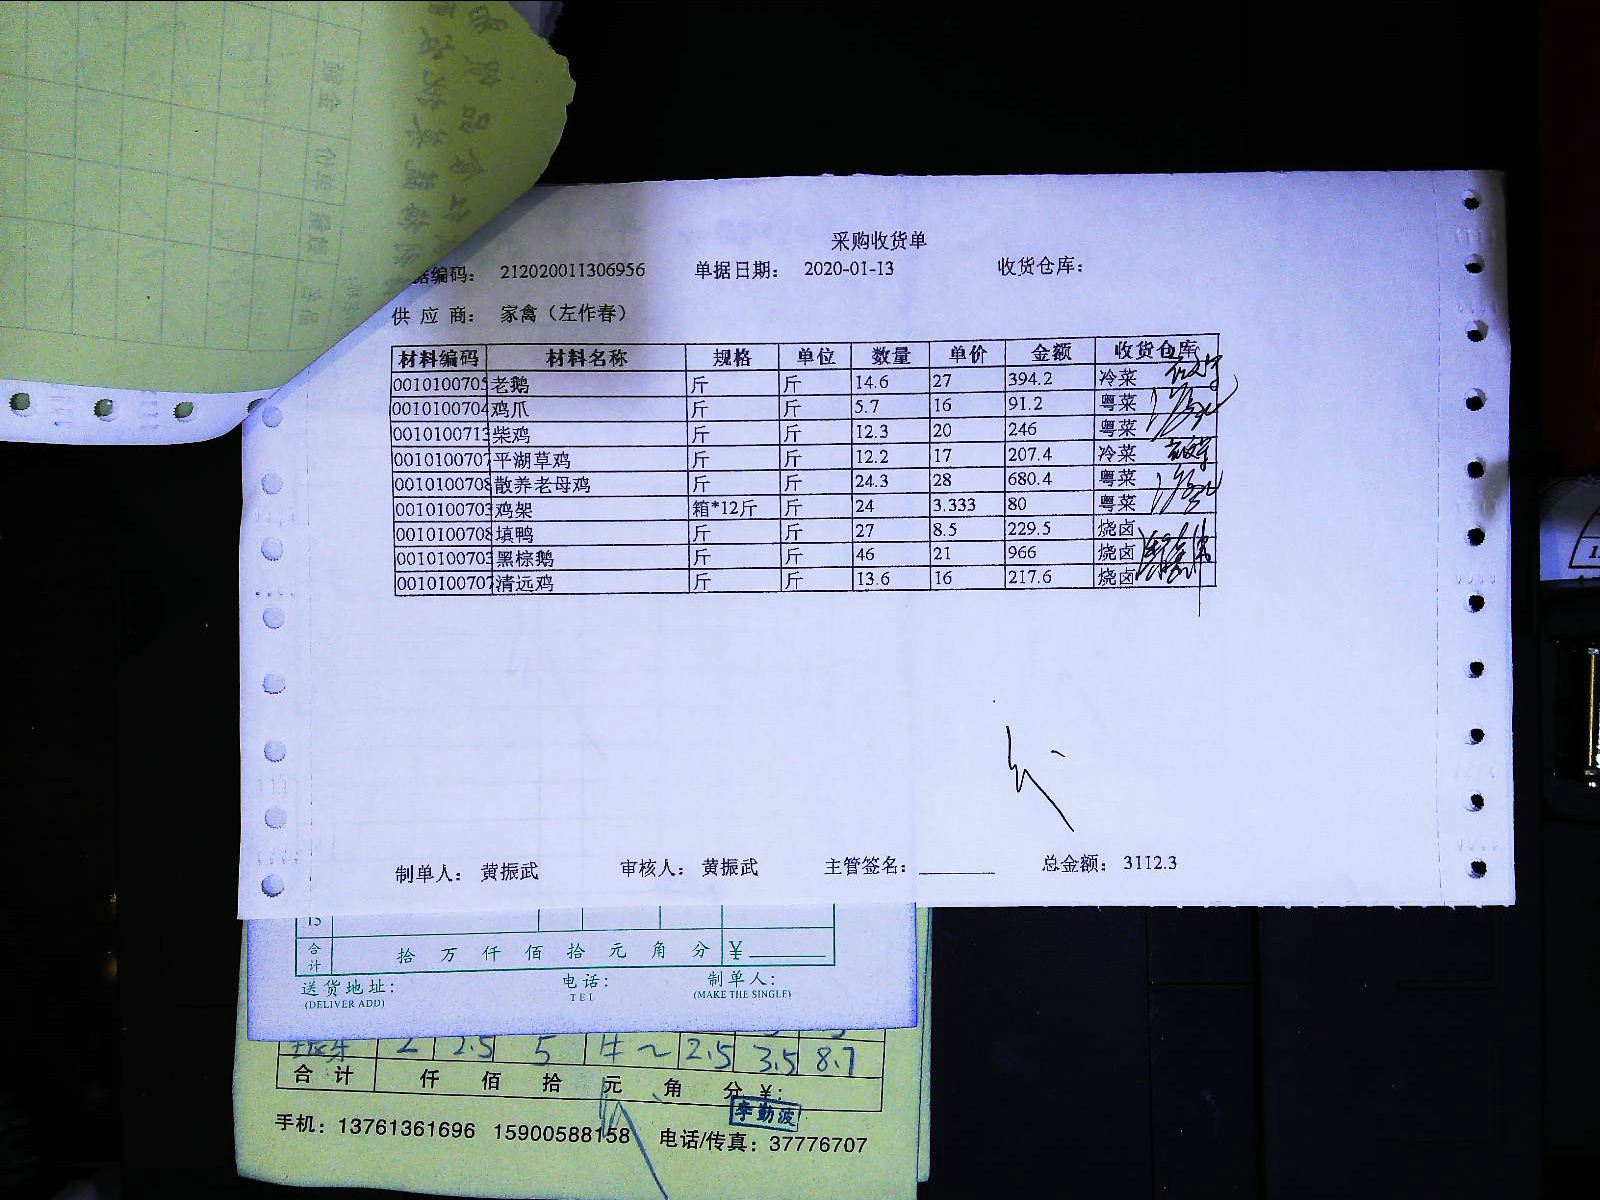 采购收货单
据编码： 212020011306956 单据日期： 2020-01-13 收货仓库：
供 应 商： 家禽（左作春）
材料编码 材料名称 规格 单位 数量 单价 金额 收货仓库
0010100705 老鹅 斤 斤 14.6 27 394.2 冷菜
0010100704 鸡爪 斤 斤 5.7 16 91.2 粤菜
0010100713 柴鸡 斤 斤 12.3 20 246 粤菜
0010100707 平湖草鸡 斤 斤 12.2 17 207.4 冷菜
0010100708 散养老母鸡 斤 斤 24.3 28 680.4 粤菜
0010100703 鸡架 箱*12斤 斤 24 3.333 80 粤菜
0010100708 填鸭 斤 斤 27 8.5 229.5 烧卤
0010100703 黑棕鹅 斤 斤 46 21 966 烧卤
0010100707 清远鸡 斤 斤 13.6 16 217.6 烧卤
制单人： 黄振武 审核人： 黄振武 主管签名： 总金额： 3112.3
15
合计 拾 万 仟 佰 拾 元 角 分 ¥
送货地址： 电话： 制单人：
(DELIVER ADD) TEL (MAKE THE SINGLE)
2 2.5 5 2.5 3.5 8.7
合 计 仟 佰 拾 元 角 分 ¥：
李勤波
手机：13761361696 15900588158 电话/传真：37776707